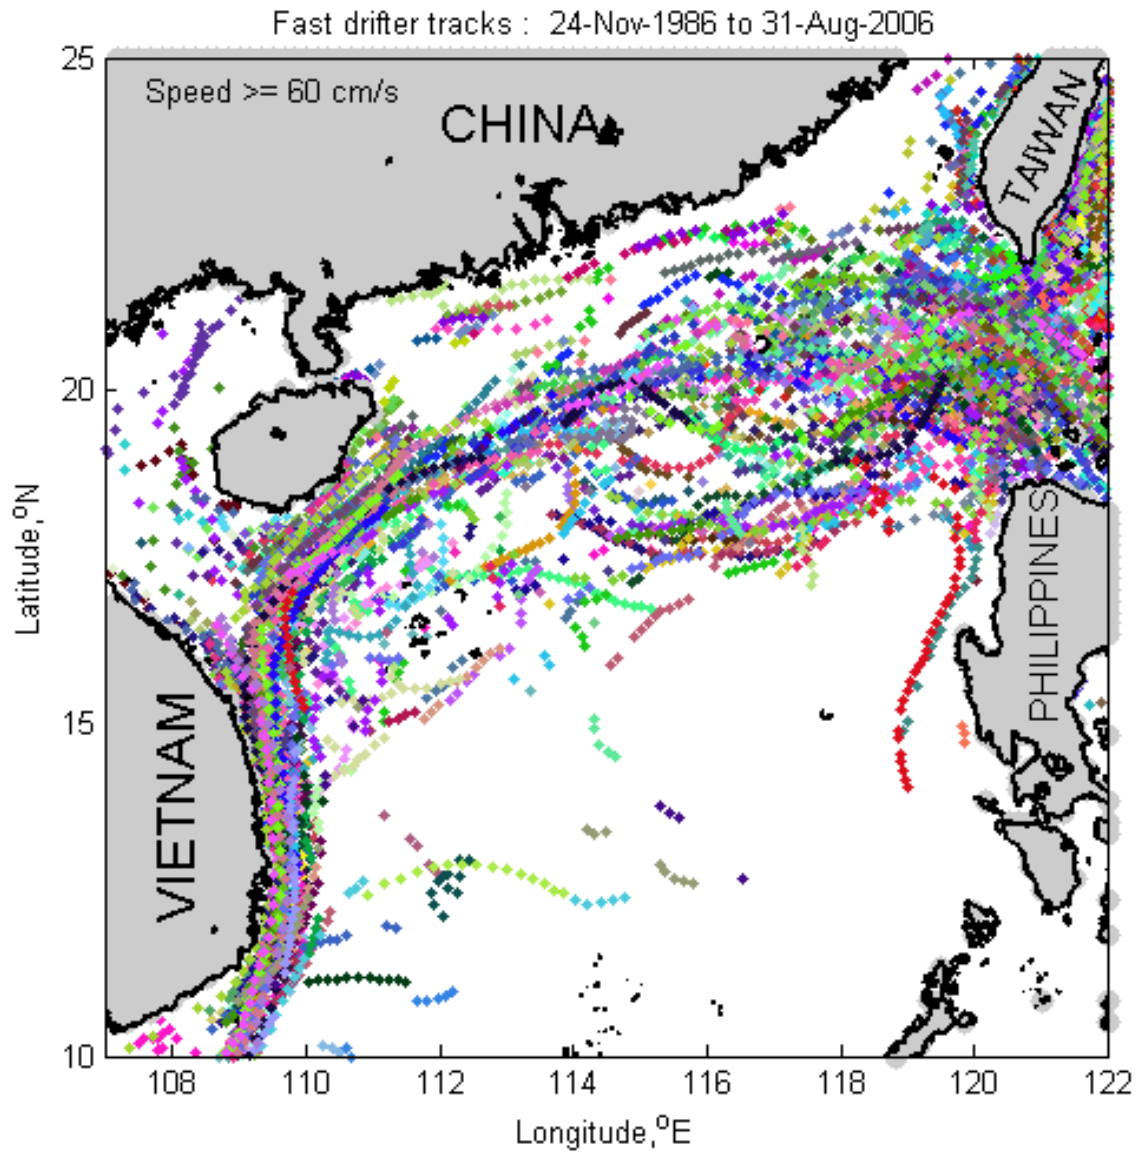 Fast drifter tracks : 24-Nov-1986 to 31-Aug-2006
25
Speed >= 60 cm/s
CHINA
TAIWAN
20
Latitude,°N
PHILIPPINES
15
VIETNAM
10
108 110 112 114 116 118 120 122
Longitude,°E